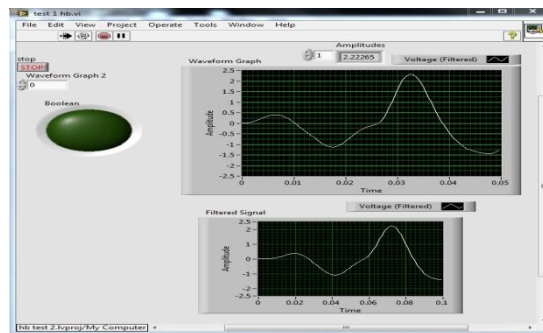 test 1 hb.vi
File Edit View Project Operate Tools Window Help
stop
STOP
Waveform Graph 2
0
Boolean
Amplitudes
1 2.22265
Waveform Graph
Voltage (Filtered)
Amplitude
2.5
2
1.5
1
0.5
0
-0.5
-1
-1.5
-2
-2.5
0 0.01 0.02 0.03 0.04 0.05
Time
Voltage (Filtered)
Filtered Signal
Amplitude
2.5
2
1
0
-1
-2
-2.5
0 0.02 0.04 0.06 0.08 0.1
Time
hb test 2.lvproj/My Computer